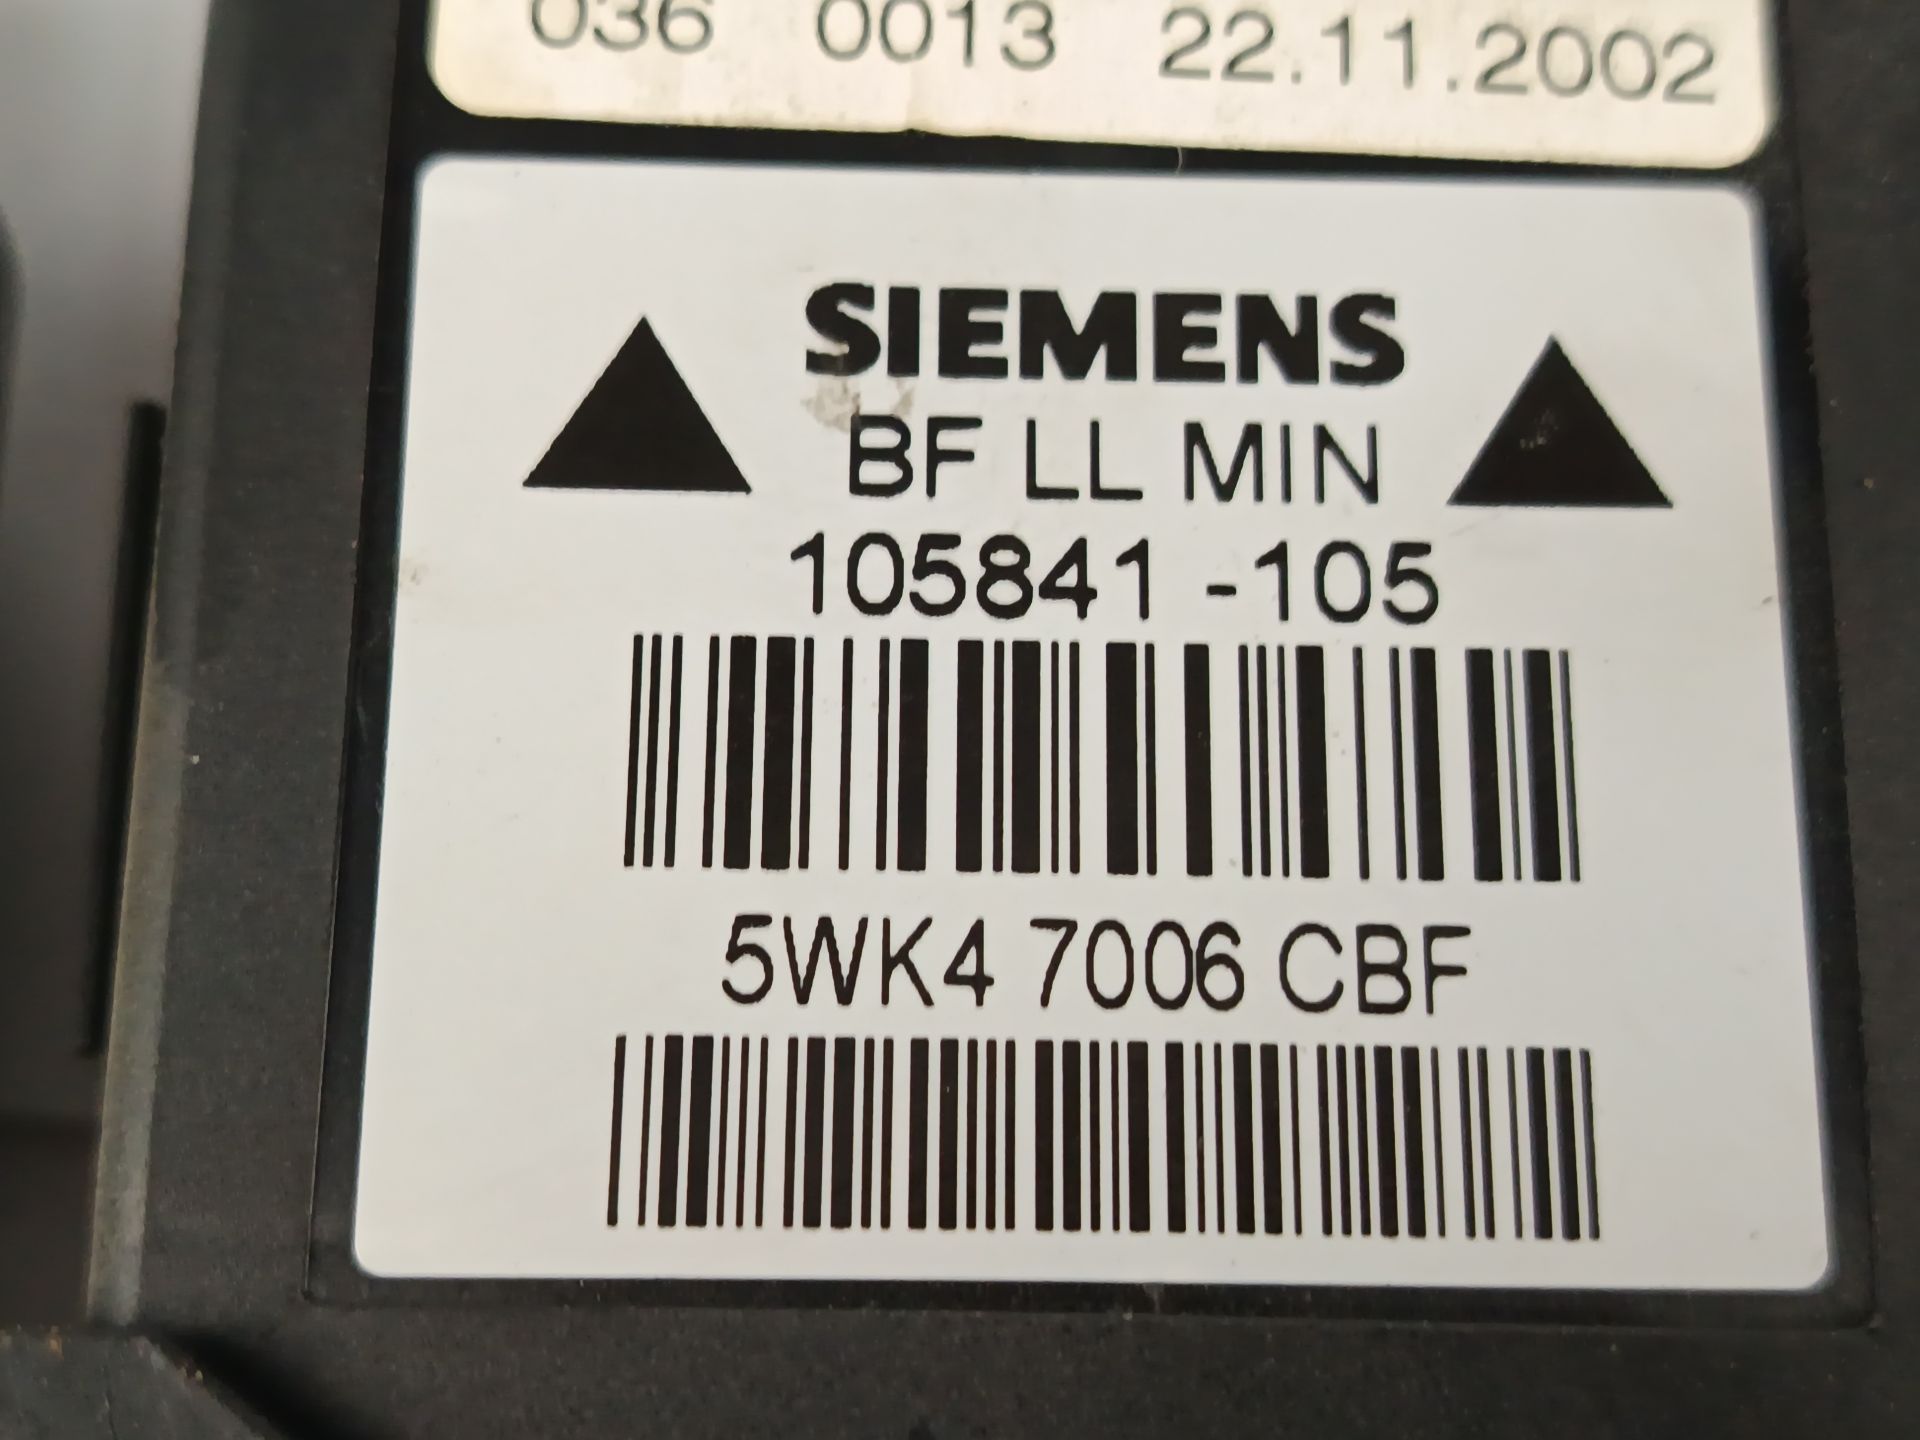 036 0013 22.11.2002
SIEMENS
BF LL MIN
105841-105
5WK4 7006 CBF